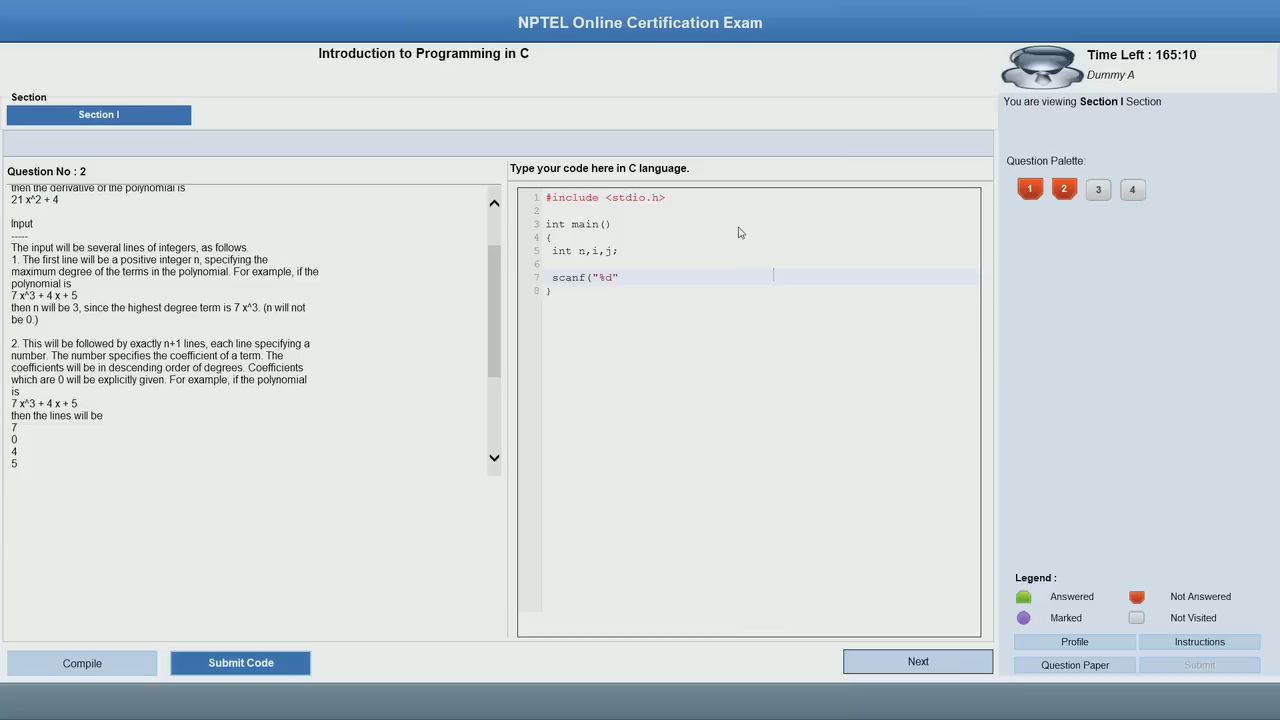 NPTEL Online Certification Exam
Introduction to Programming in C
Time Left : 165:10
Dummy A
Section
Section I
You are viewing Section I Section
Question No : 2
then the derivative of the polynomial is
21 x^2 + 4
Input
-----
The input will be several lines of integers, as follows.
1. The first line will be a positive integer n, specifying the
maximum degree of the terms in the polynomial. For example, if the
polynomial is
7 x^3 + 4 x + 5
then n will be 3, since the highest degree term is 7 x^3. (n will not
be 0.)
2. This will be followed by exactly n+1 lines, each line specifying a
number. The number specifies the coefficient of a term. The
coefficients will be in descending order of degrees. Coefficients
which are 0 will be explicitly given. For example, if the polynomial
is
7 x^3 + 4 x + 5
then the lines will be
7
0
4
5
Type your code here in C language.
1 #include <stdio.h>
2
3 int main()
4 {
5 int n,i,j;
6
7 scanf("%d"
8 }
Question Palette:
1 2 3 4
Legend :
Answered Not Answered
Marked Not Visited
Profile Instructions
Question Paper Submit
Compile Submit Code Next